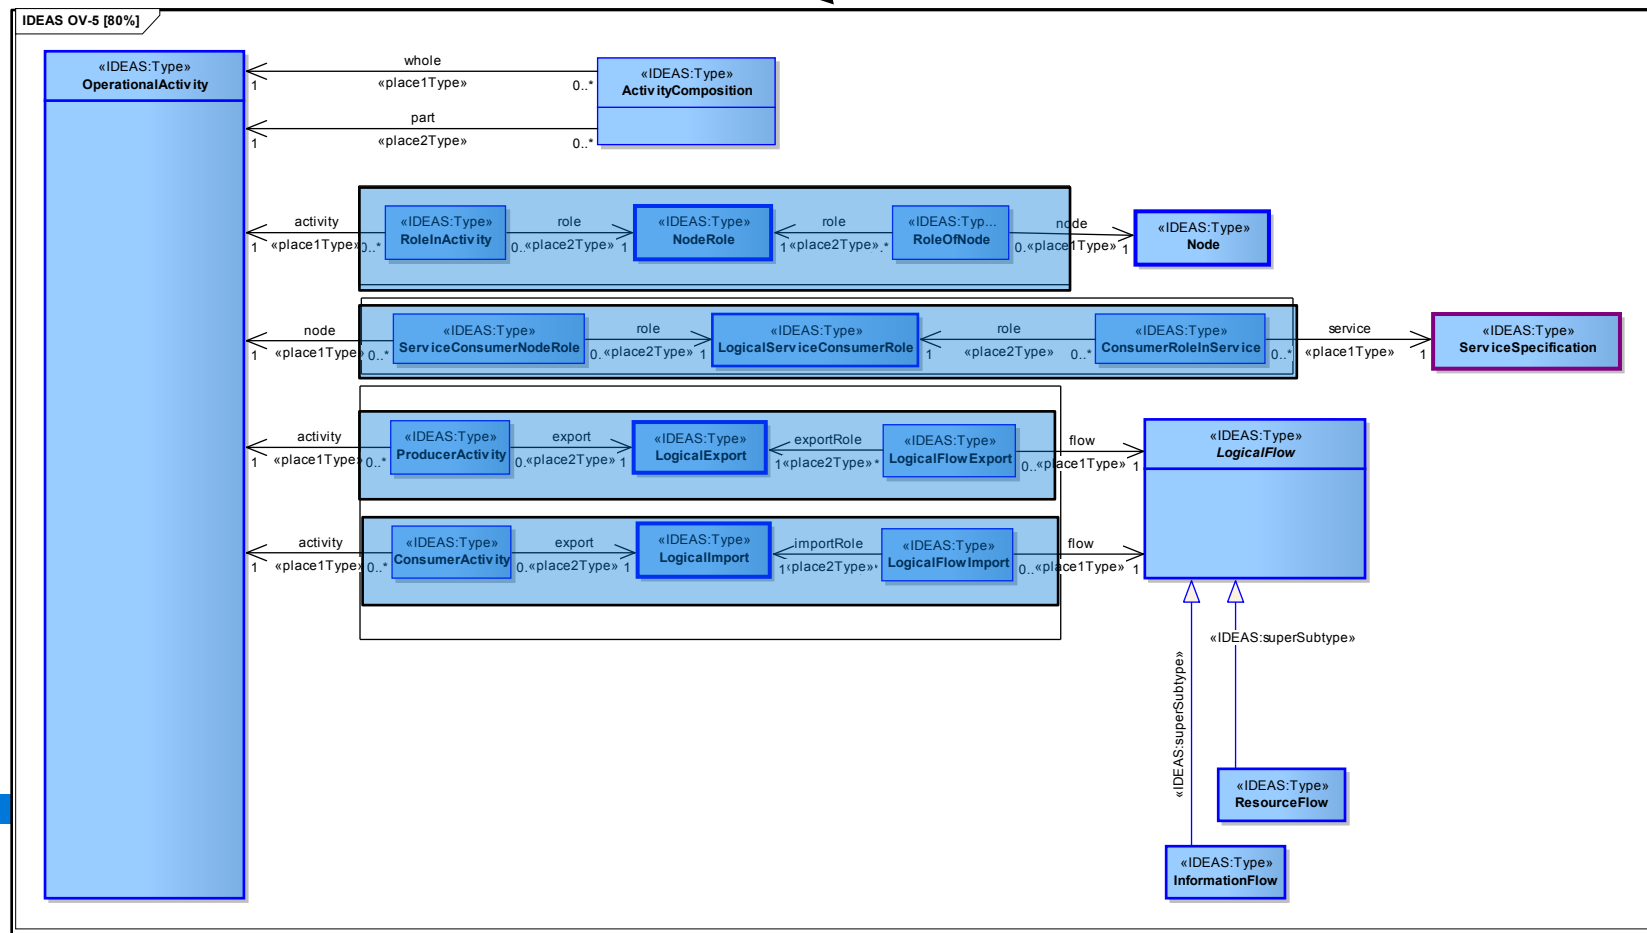 IDEAS OV-5 [80%]
«IDEAS:Type»
OperationalActivity
whole
1
«place1Type»
0..*
«IDEAS:Type»
ActivityComposition
part
1
«place2Type»
0..*
activity
1
«place1Type»
0..*
«IDEAS:Type»
RoleInActivity
role
0..
«place2Type»
1
«IDEAS:Type»
NodeRole
role
1
«place2Type»
.*
«IDEAS:Typ...
RoleOfNode
node
0..
«place1Type»
1
«IDEAS:Type»
Node
node
1
«place1Type»
0..*
«IDEAS:Type»
ServiceConsumerNodeRole
role
0..
«place2Type»
1
«IDEAS:Type»
LogicalServiceConsumerRole
role
1
«place2Type»
0..*
«IDEAS:Type»
ConsumerRoleInService
service
0..*
«place1Type»
1
«IDEAS:Type»
ServiceSpecification
activity
1
«place1Type»
0..*
«IDEAS:Type»
ProducerActivity
export
0..
«place2Type»
1
«IDEAS:Type»
LogicalExport
exportRole
1
«place2Type»
*
«IDEAS:Type»
LogicalFlowExport
flow
0..
«place1Type»
1
«IDEAS:Type»
LogicalFlow
activity
1
«place1Type»
0..*
«IDEAS:Type»
ConsumerActivity
export
0..
«place2Type»
1
«IDEAS:Type»
LogicalImport
importRole
1
«place2Type»
*
«IDEAS:Type»
LogicalFlowImport
flow
0..
«place1Type»
1
«IDEAS:superSubtype»
«IDEAS:superSubtype»
«IDEAS:Type»
ResourceFlow
«IDEAS:Type»
InformationFlow